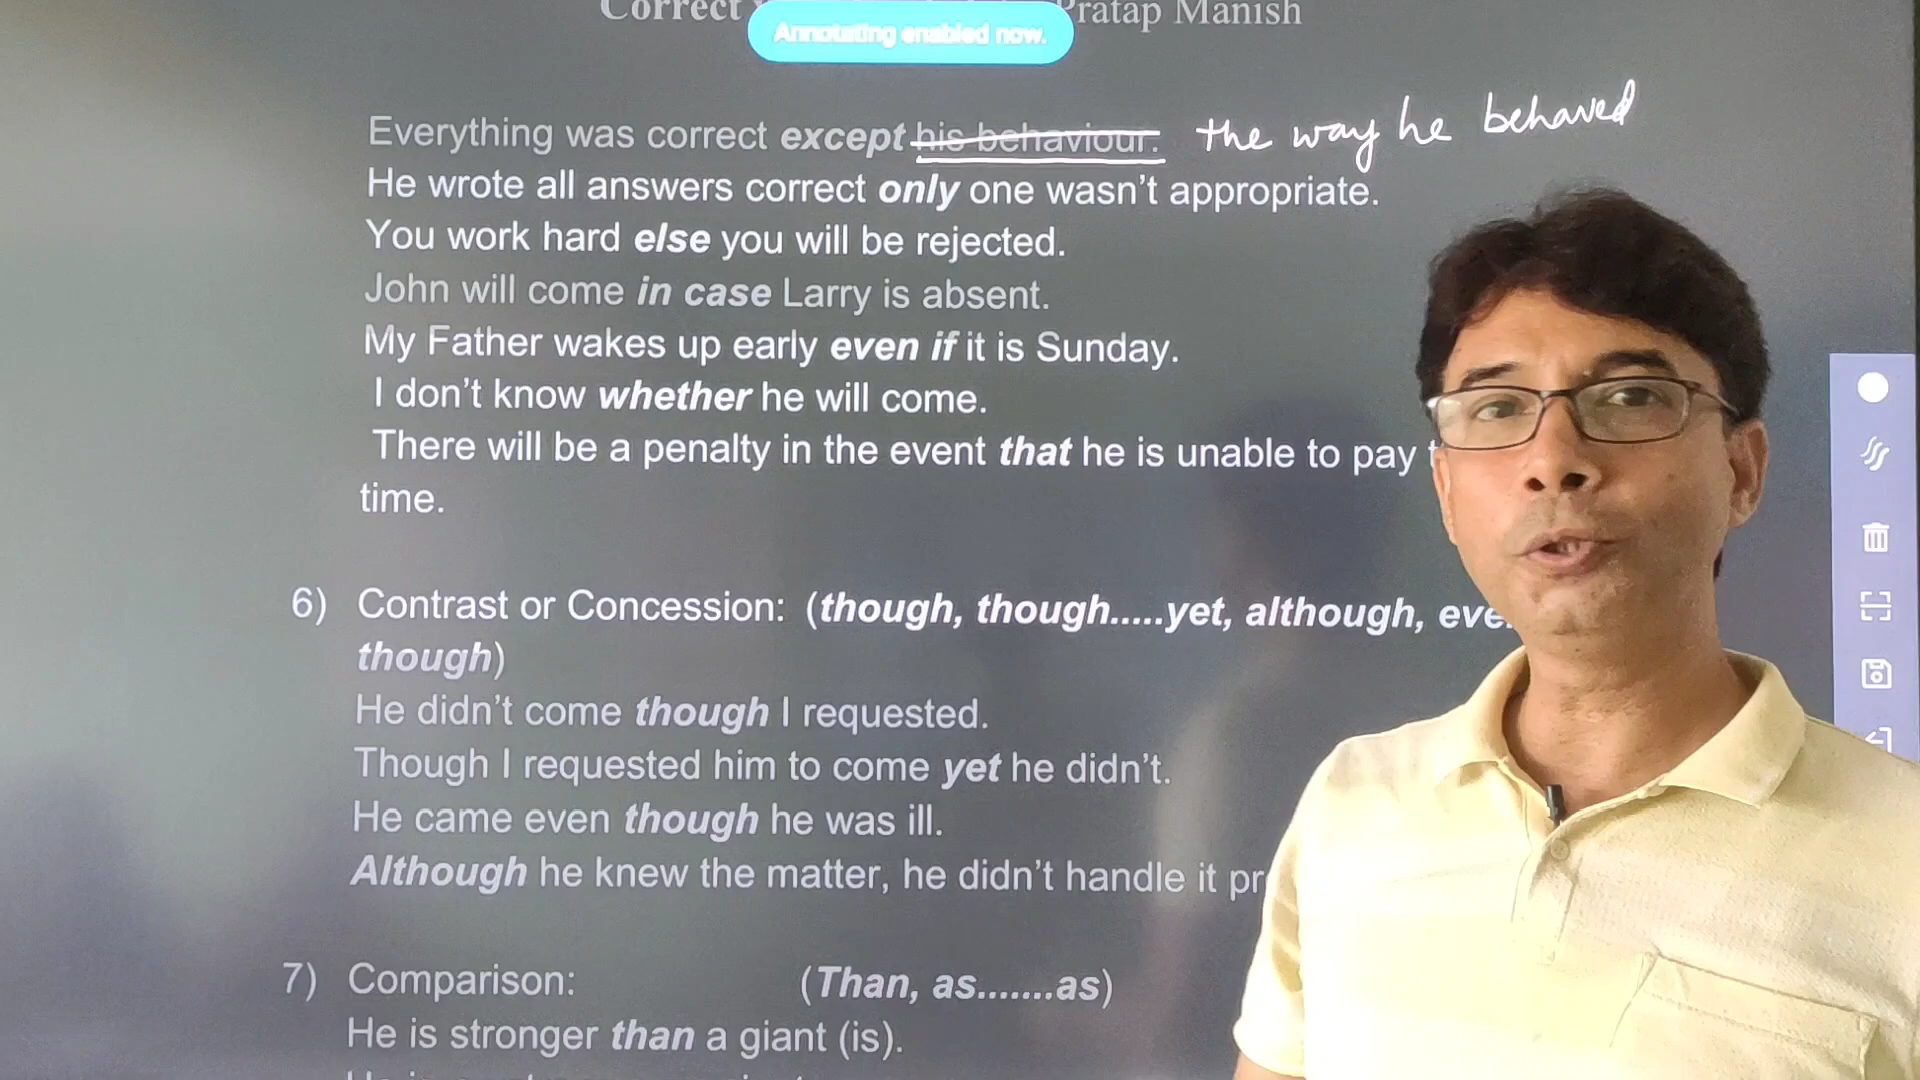 Correct Pratap Manish
Annotating enabled now.
Everything was correct except his behaviour. the way he behaved
He wrote all answers correct only one wasn't appropriate.
You work hard else you will be rejected.
John will come in case Larry is absent.
My Father wakes up early even if it is Sunday.
I don't know whether he will come.
There will be a penalty in the event that he is unable to pay
time.
6) Contrast or Concession: (though, though.....yet, although, eve
though)
He didn't come though I requested.
Though I requested him to come yet he didn't.
He came even though he was ill.
Although he knew the matter, he didn't handle it pr
7) Comparison: (Than, as.......as)
He is stronger than a giant (is).